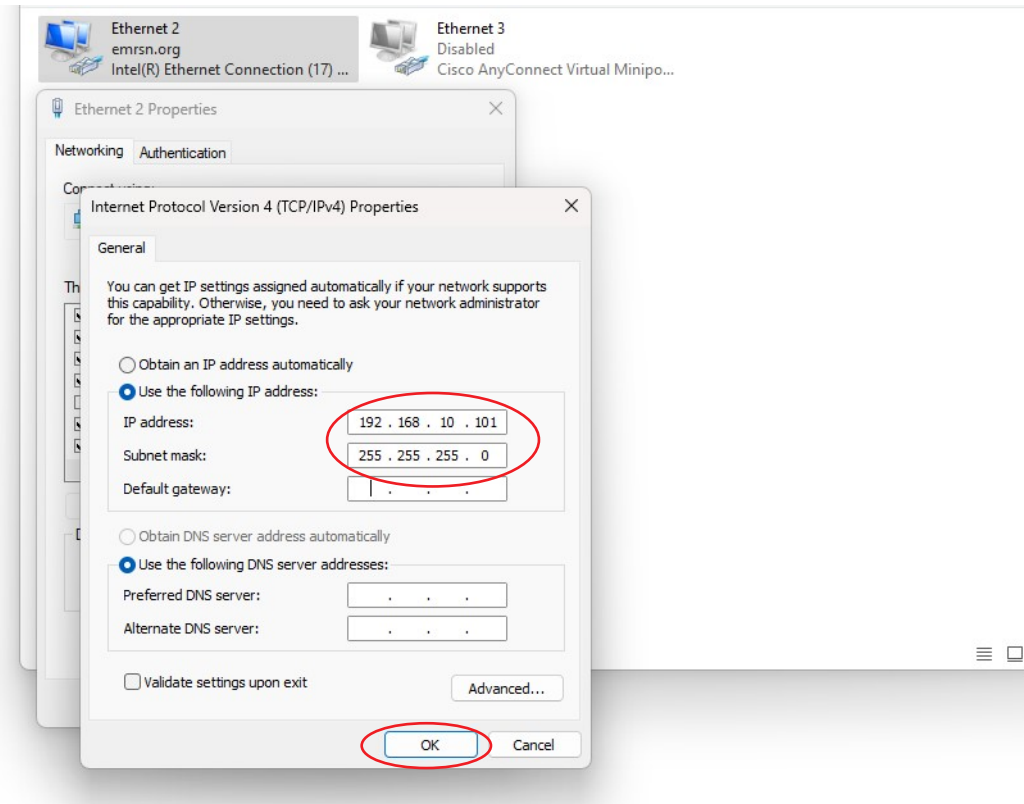 Ethernet 2
emrsn.org
Intel(R) Ethernet Connection (17) ...
Ethernet 3
Disabled
Cisco AnyConnect Virtual Minipo...
Ethernet 2 Properties
Networking
Authentication
Internet Protocol Version 4 (TCP/IPv4) Properties
General
Th
You can get IP settings assigned automatically if your network supports
this capability. Otherwise, you need to ask your network administrator
for the appropriate IP settings.
Obtain an IP address automatically
Use the following IP address:
IP address:
192 . 168 . 10 . 101
Subnet mask:
255 . 255 . 255 . 0
Default gateway:
. . .
Obtain DNS server address automatically
Use the following DNS server addresses:
Preferred DNS server:
. . .
Alternate DNS server:
. . .
Validate settings upon exit
Advanced...
OK
Cancel